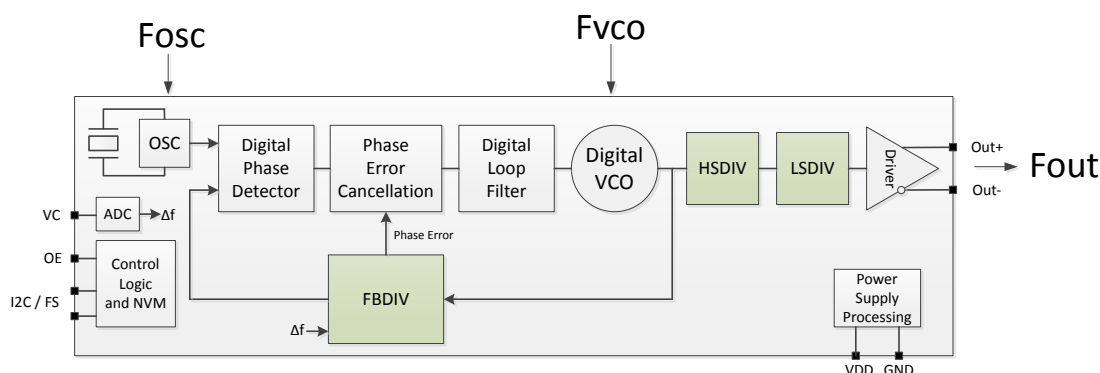 Fosc
Fvco
OSC
Digital
Phase
Detector
Phase
Error
Cancellation
Digital
Loop
Filter
Digital
VCO
HSDIV
LSDIV
Driver
Out+
Out-
Fout
VC
ADC
Δf
OE
I2C / FS
Control
Logic
and NVM
Phase Error
FBDIV
Δf
Power
Supply
Processing
VDD
GND